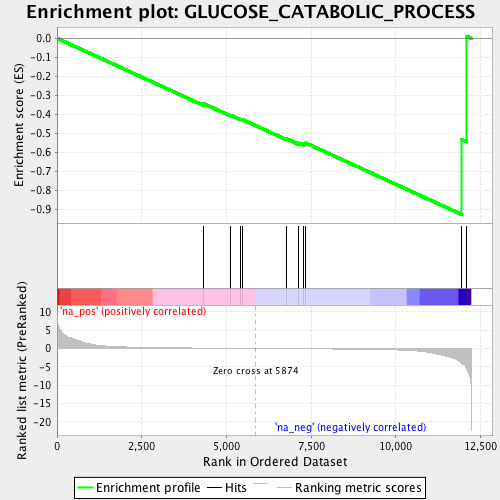 Enrichment plot: GLUCOSE_CATABOLIC_PROCESS
Enrichment score (ES)
0.0
-0.1
-0.2
-0.3
-0.4
-0.5
-0.6
-0.7
-0.8
-0.9
'na_pos' (positively correlated)
Ranked list metric (PreRanked)
10
5
0
-5
-10
-15
-20
Zero cross at 5874
'na_neg' (negatively correlated)
0
2,500
5,000
7,500
10,000
12,500
Rank in Ordered Dataset
Enrichment profile
Hits
Ranking metric scores